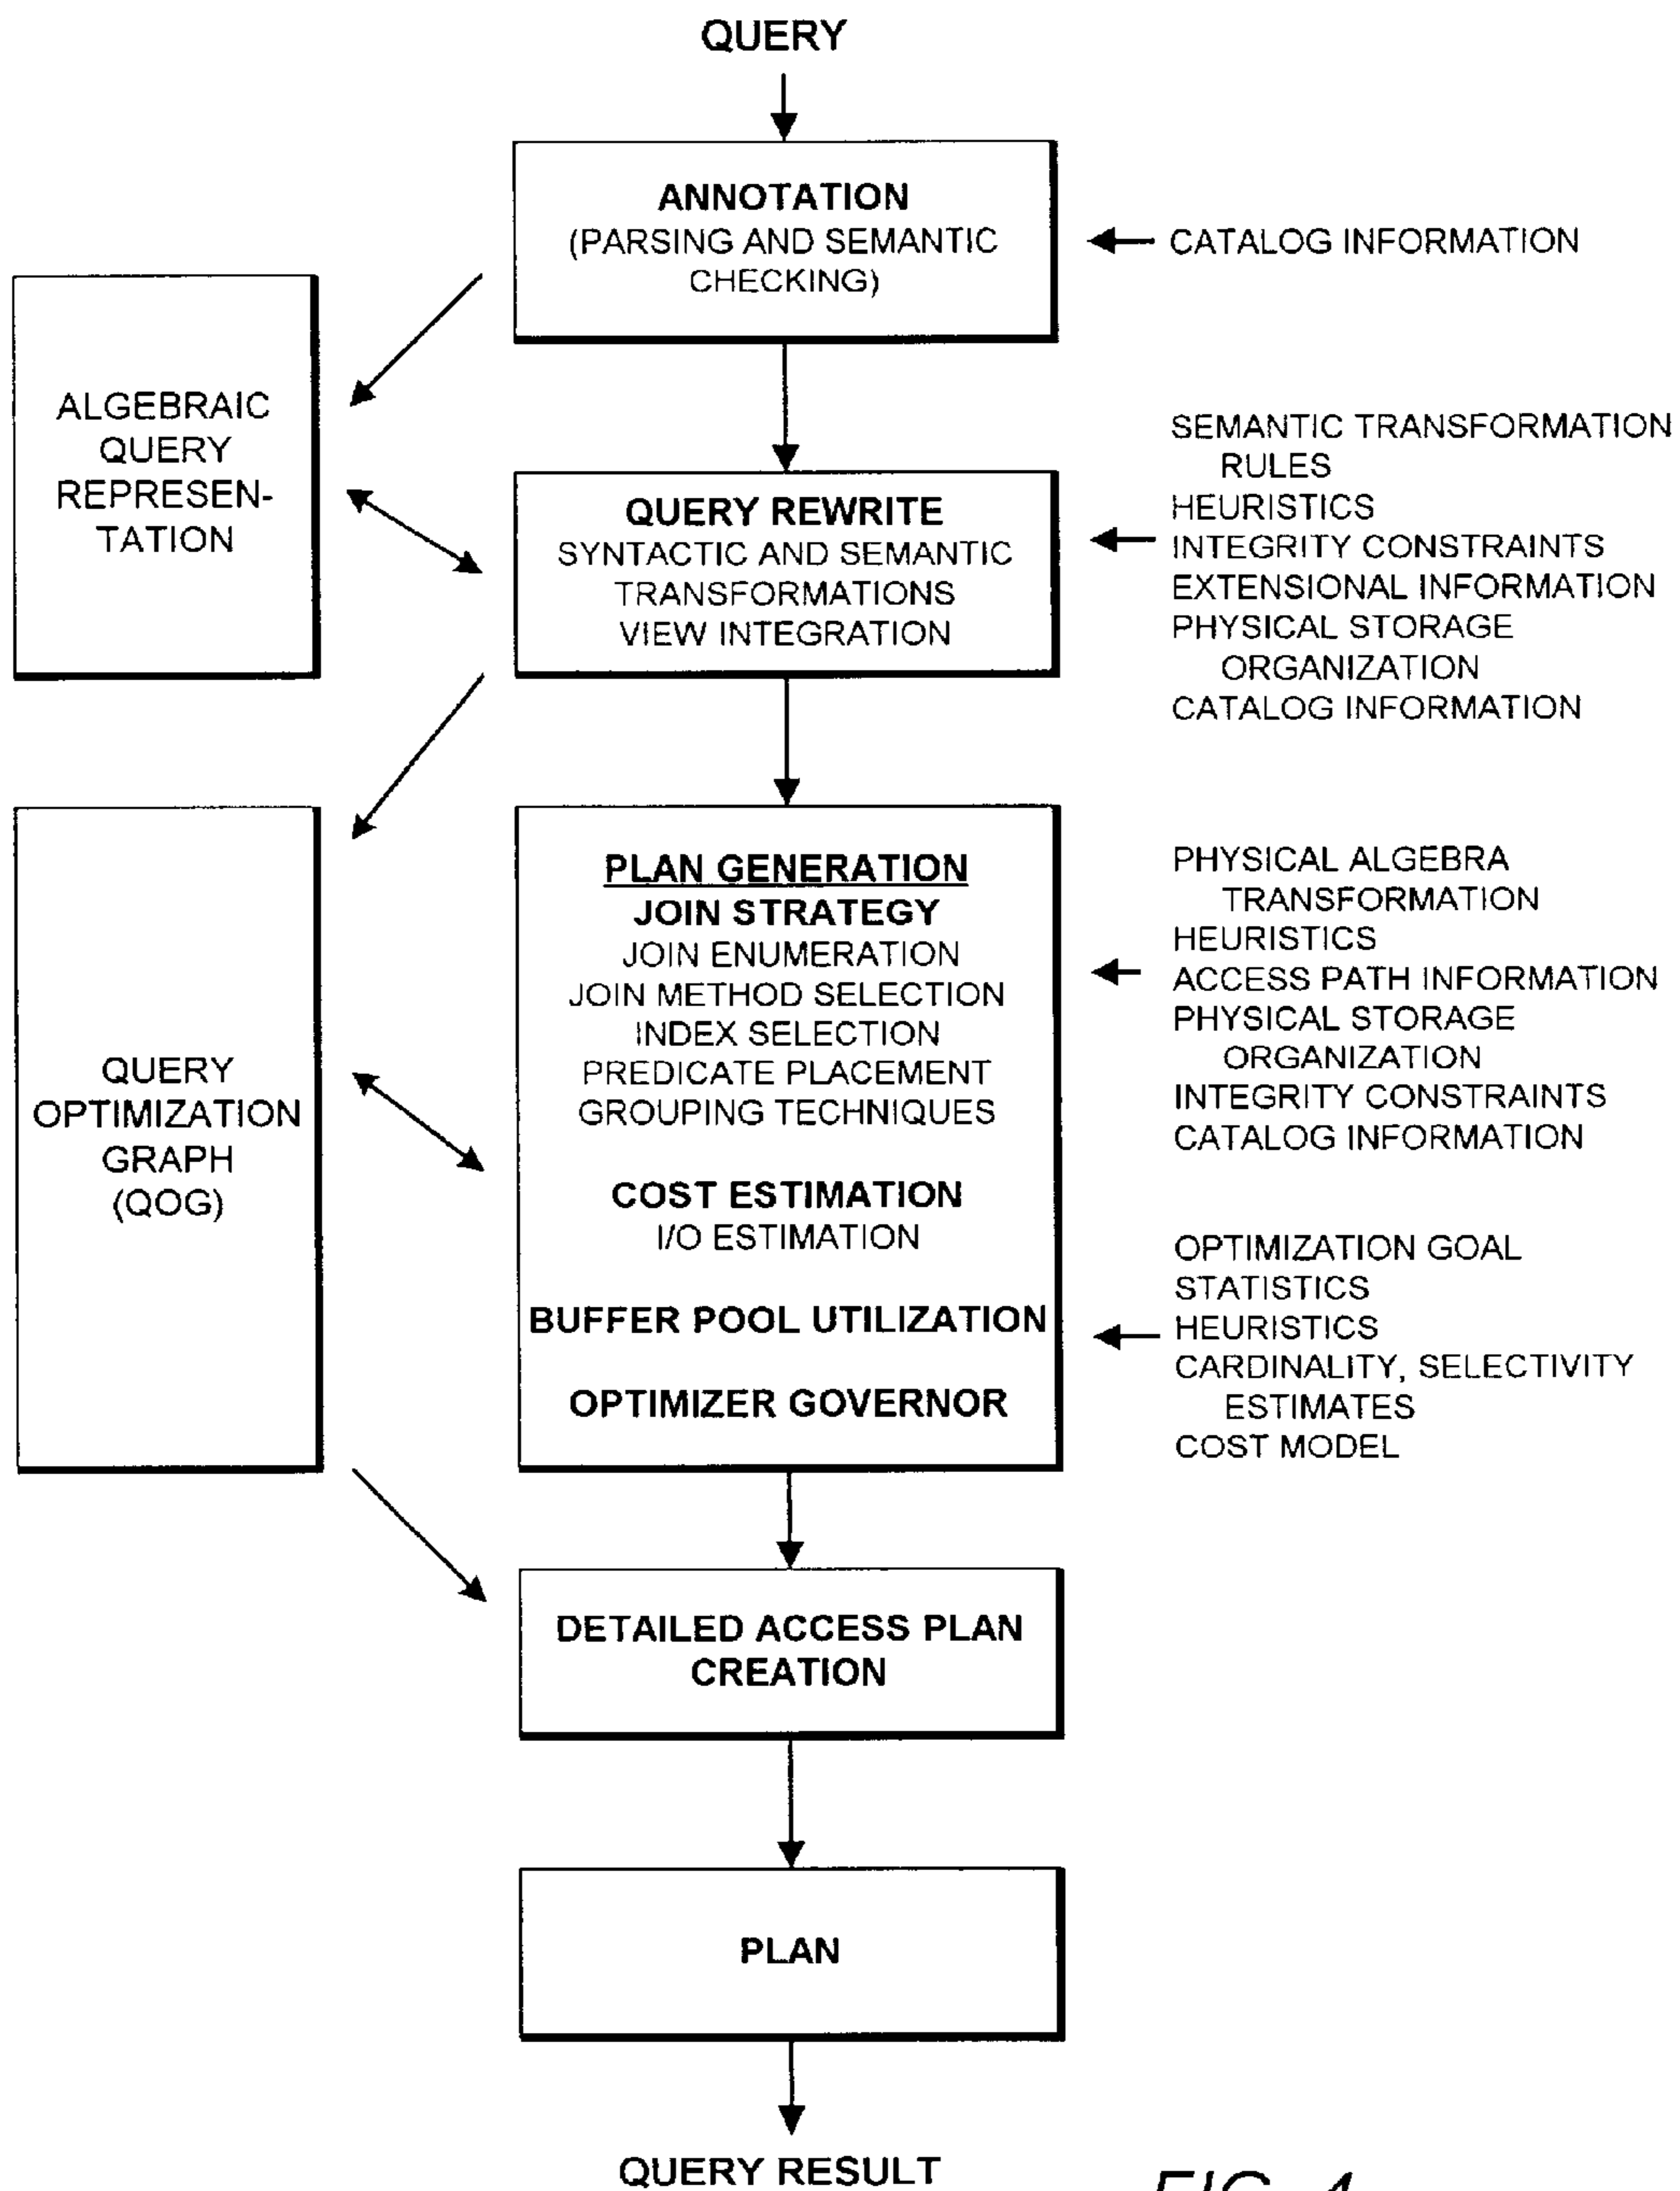 QUERY
ANNOTATION
(PARSING AND SEMANTIC
CHECKING)
CATALOG INFORMATION
ALGEBRAIC
QUERY
REPRESEN-
TATION
QUERY REWRITE
SYNTACTIC AND SEMANTIC
TRANSFORMATIONS
VIEW INTEGRATION
SEMANTIC TRANSFORMATION
RULES
HEURISTICS
INTEGRITY CONSTRAINTS
EXTENSIONAL INFORMATION
PHYSICAL STORAGE
ORGANIZATION
CATALOG INFORMATION
QUERY
OPTIMIZATION
GRAPH
(QOG)
PLAN GENERATION
JOIN STRATEGY
JOIN ENUMERATION
JOIN METHOD SELECTION
INDEX SELECTION
PREDICATE PLACEMENT
GROUPING TECHNIQUES
COST ESTIMATION
I/O ESTIMATION
BUFFER POOL UTILIZATION
OPTIMIZER GOVERNOR
PHYSICAL ALGEBRA
TRANSFORMATION
HEURISTICS
ACCESS PATH INFORMATION
PHYSICAL STORAGE
ORGANIZATION
INTEGRITY CONSTRAINTS
CATALOG INFORMATION
OPTIMIZATION GOAL
STATISTICS
HEURISTICS
CARDINALITY, SELECTIVITY
ESTIMATES
COST MODEL
DETAILED ACCESS PLAN
CREATION
PLAN
QUERY RESULT